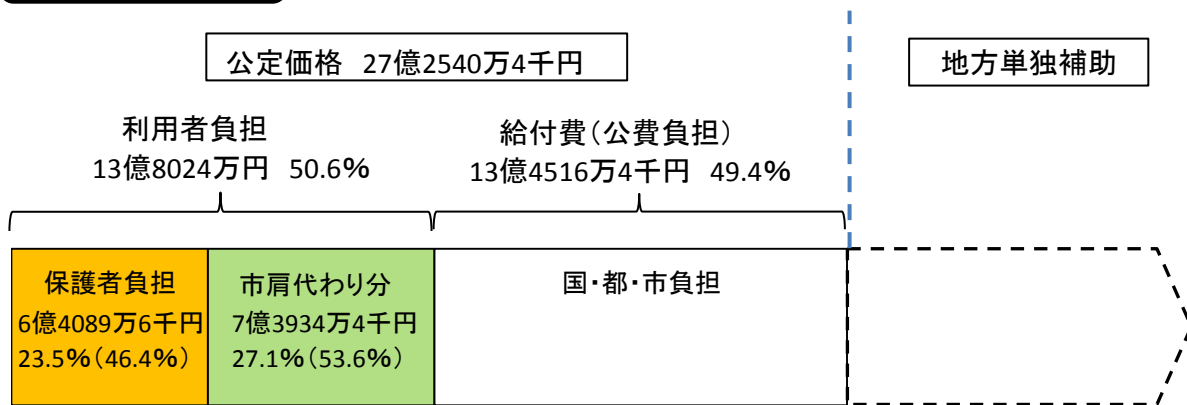 公定価格 27億2540万4千円
地方単独補助
利用者負担
13億8024万円 50.6%
給付費(公費負担)
13億4516万4千円 49.4%
保護者負担
6億4089万6千円
23.5%(46.4%)
市肩代わり分
7億3934万4千円
27.1%(53.6%)
国・都・市負担